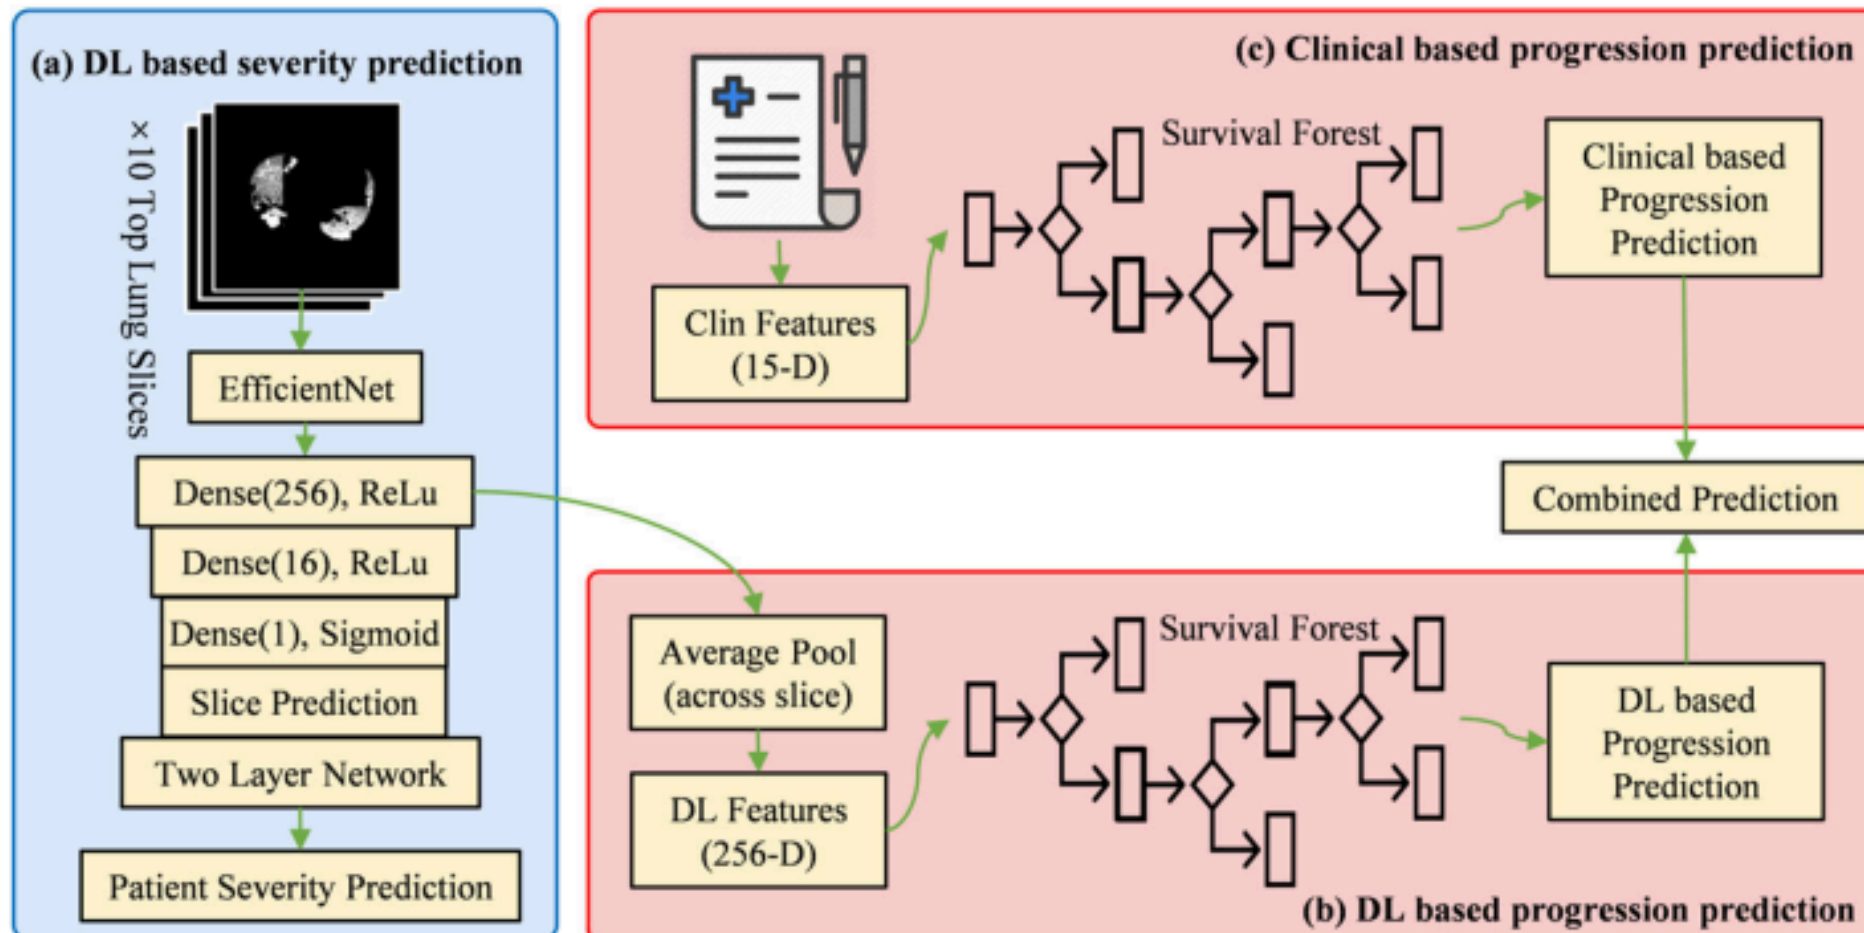 (a) DL based severity prediction
×10 Top Lung Slices
EfficientNet
Dense(256), ReLu
Dense(16), ReLu
Dense(1), Sigmoid
Slice Prediction
Two Layer Network
Patient Severity Prediction
(c) Clinical based progression prediction
Clin Features
(15-D)
Survival Forest
Clinical based
Progression
Prediction
Combined Prediction
Average Pool
(across slice)
DL Features
(256-D)
Survival Forest
DL based
Progression
Prediction
(b) DL based progression prediction